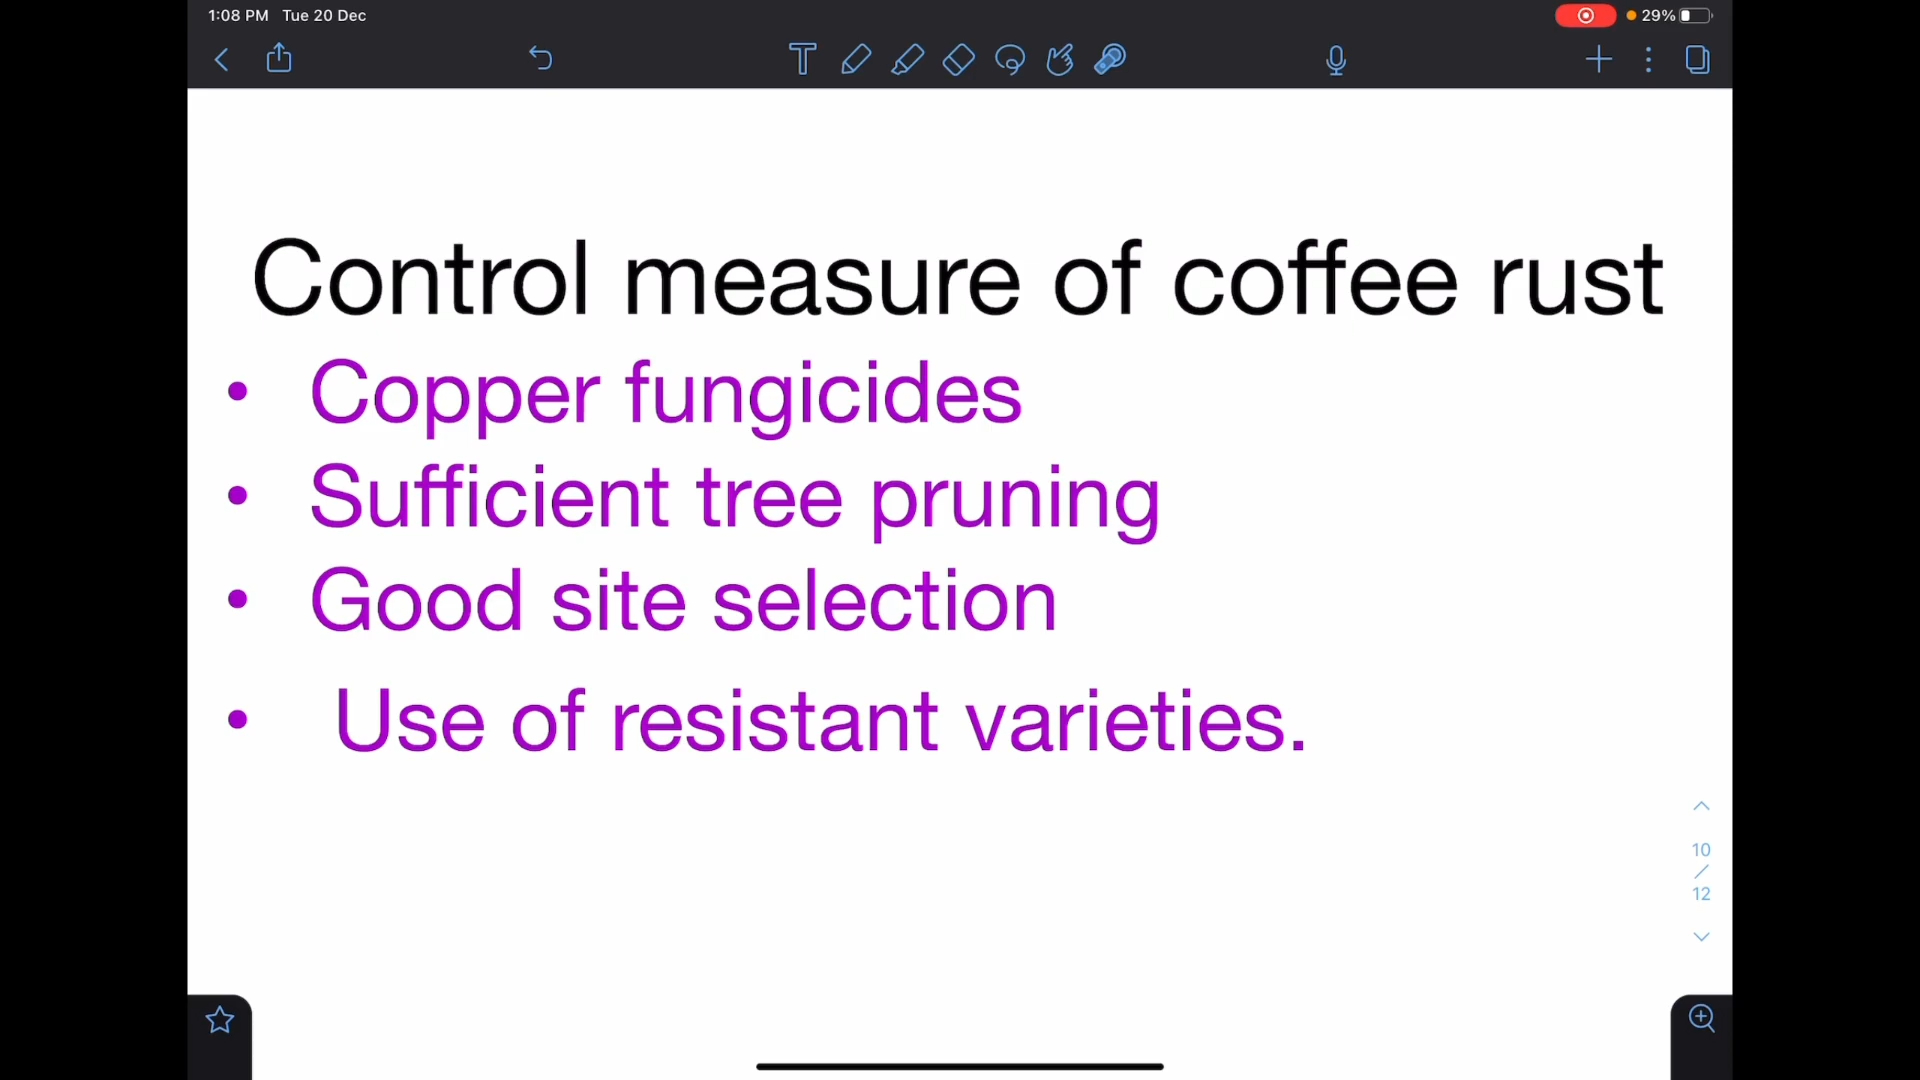 1:08 PM Tue 20 Dec
29%
Control measure of coffee rust
• Copper fungicides
• Sufficient tree pruning
• Good site selection
• Use of resistant varieties.
10
/
12